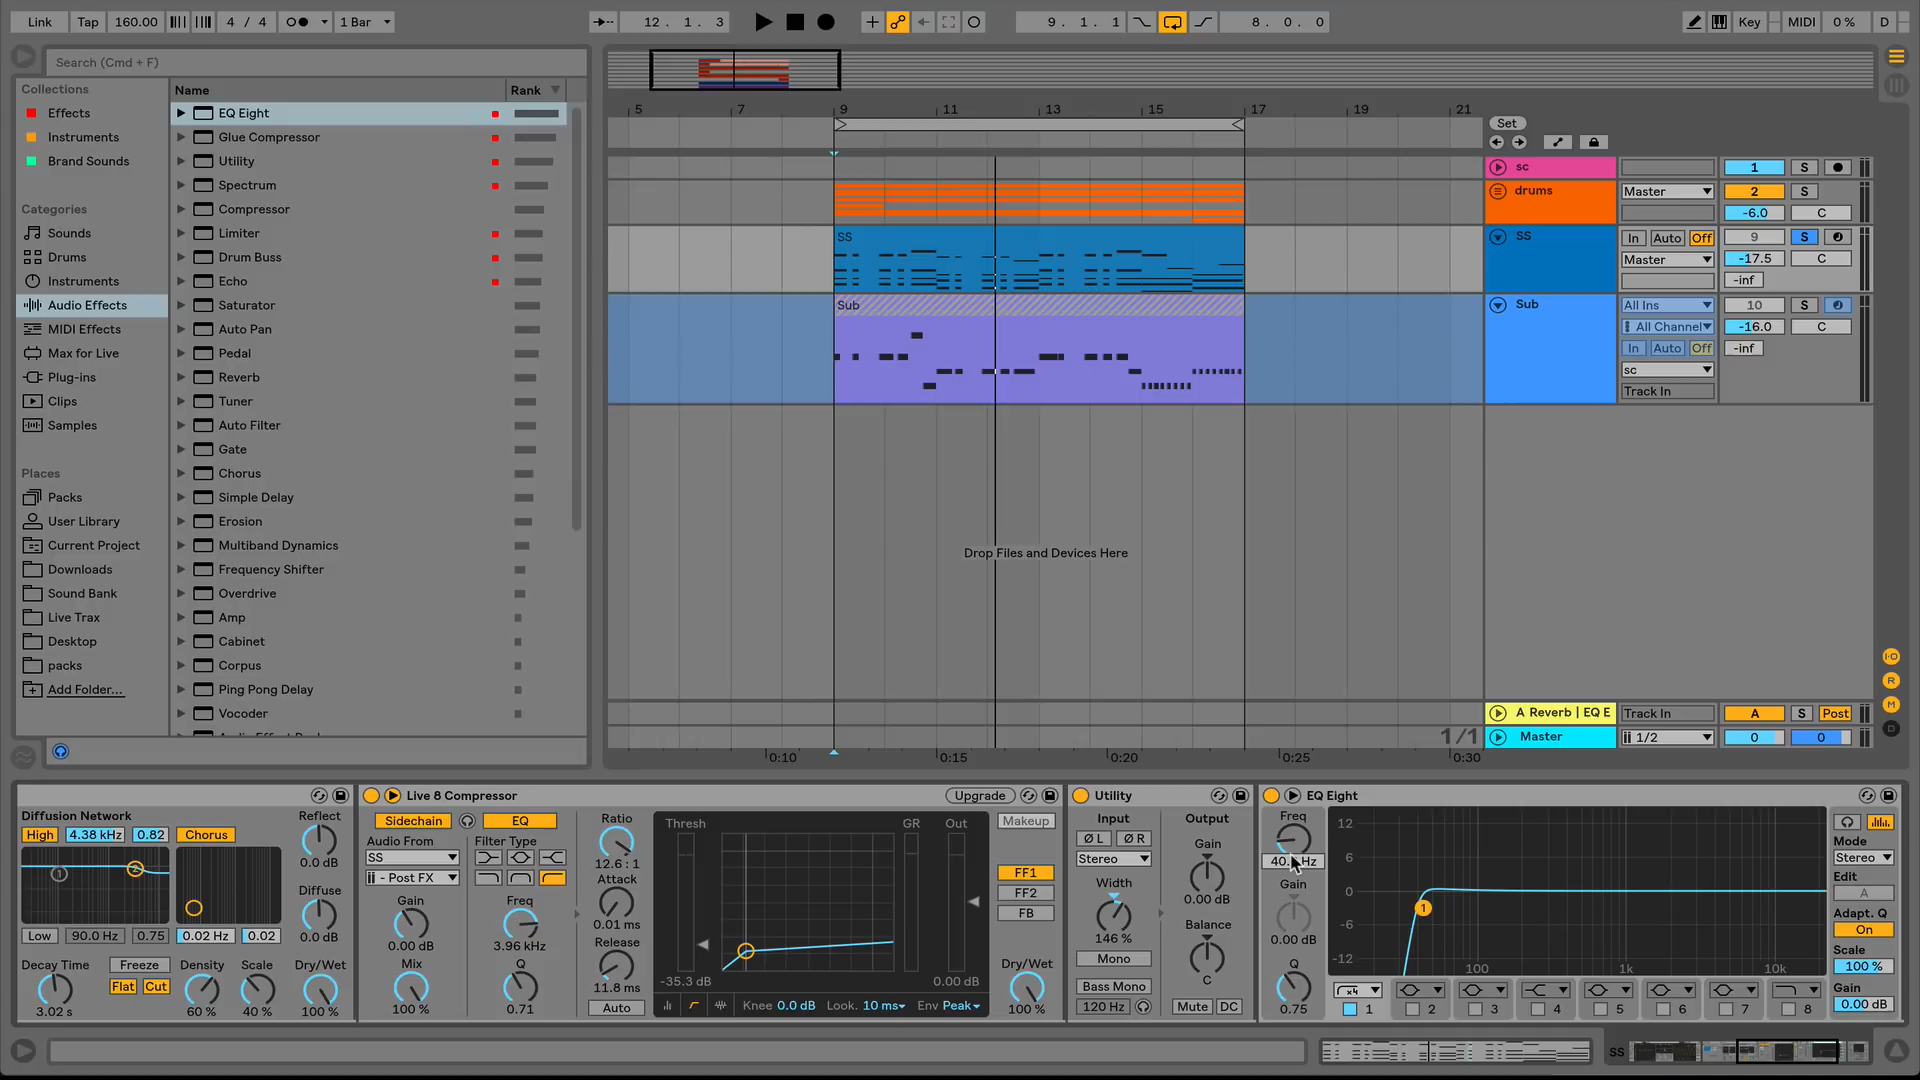 Link Tap 160.00 4 / 4 1 Bar 12. 1. 3 9. 1. 1 8. 0. 0 Key MIDI 0 % D
Search (Cmd + F)
Collections
Effects
Instruments
Brand Sounds
Categories
Sounds
Drums
Instruments
Audio Effects
MIDI Effects
Max for Live
Plug-ins
Clips
Samples
Places
Packs
User Library
Current Project
Downloads
Sound Bank
Live Trax
Desktop
packs
Add Folder...
Name Rank
EQ Eight
Glue Compressor
Utility
Spectrum
Compressor
Limiter
Drum Buss
Echo
Saturator
Auto Pan
Pedal
Reverb
Tuner
Auto Filter
Gate
Chorus
Simple Delay
Erosion
Multiband Dynamics
Frequency Shifter
Overdrive
Amp
Cabinet
Corpus
Ping Pong Delay
Vocoder
5 7 9 11 13 15 17 19 21
Set
SS
Sub
Drop Files and Devices Here
1/1
0:10 0:15 0:20 0:25 0:30
sc 1 S
drums Master 2 S
-6.0 C
SS In Auto Off 9 S
Master -17.5 C
-inf
Sub All Ins 10 S
All Channel -16.0 C
In Auto Off -inf
sc
Track In
A Reverb | EQ E Track In A S Post
Master 1/2 0 0
I-O
R
M
D
Diffusion Network
High 4.38 kHz 0.82 Chorus
1 2
Low 90.0 Hz 0.75 0.02 Hz 0.02
Reflect
0.0 dB
Diffuse
0.0 dB
Decay Time
3.02 s
Freeze
Flat Cut
Density
60 %
Scale
40 %
Dry/Wet
100 %
Live 8 Compressor Upgrade
Sidechain EQ
Audio From
SS
- Post FX
Filter Type
Gain
0.00 dB
Freq
3.96 kHz
Mix
100 %
Q
0.71
Ratio
12.6 : 1
Attack
0.01 ms
Release
11.8 ms
Auto
Thresh GR Out
-35.3 dB 0.00 dB
Knee 0.0 dB Look. 10 ms Env Peak
Makeup
FF1
FF2
FB
Dry/Wet
100 %
Utility
Input
Ø L Ø R
Stereo
Width
146 %
Mono
Bass Mono
120 Hz
Output
Gain
0.00 dB
Balance
C
Mute DC
EQ Eight
Freq
Hz
Gain
0.00 dB
Q
0.75
12
6
0
-6
-12
1
100 1k 10k
x4
1 2 3 4 5 6 7 8
Mode
Stereo
Edit
A
Adapt. Q
On
Scale
100 %
Gain
0.00 dB
SS